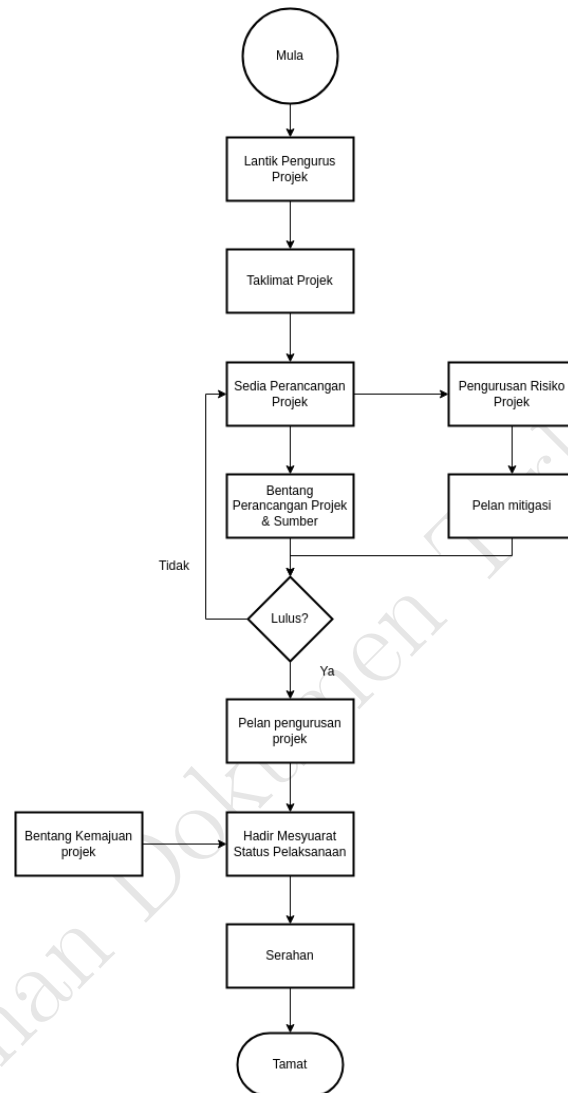 Mula
Lantik Pengurus
Projek
Taklimat Projek
Sedia Perancangan
Projek
Pengurusan Risiko
Projek
Bentang
Perancangan Projek
& Sumber
Pelan mitigasi
Tidak
Lulus?
Ya
Pelan pengurusan
projek
Bentang Kemajuan
projek
Hadir Mesyuarat
Status Pelaksanaan
Serahan
Tamat
Dokumen